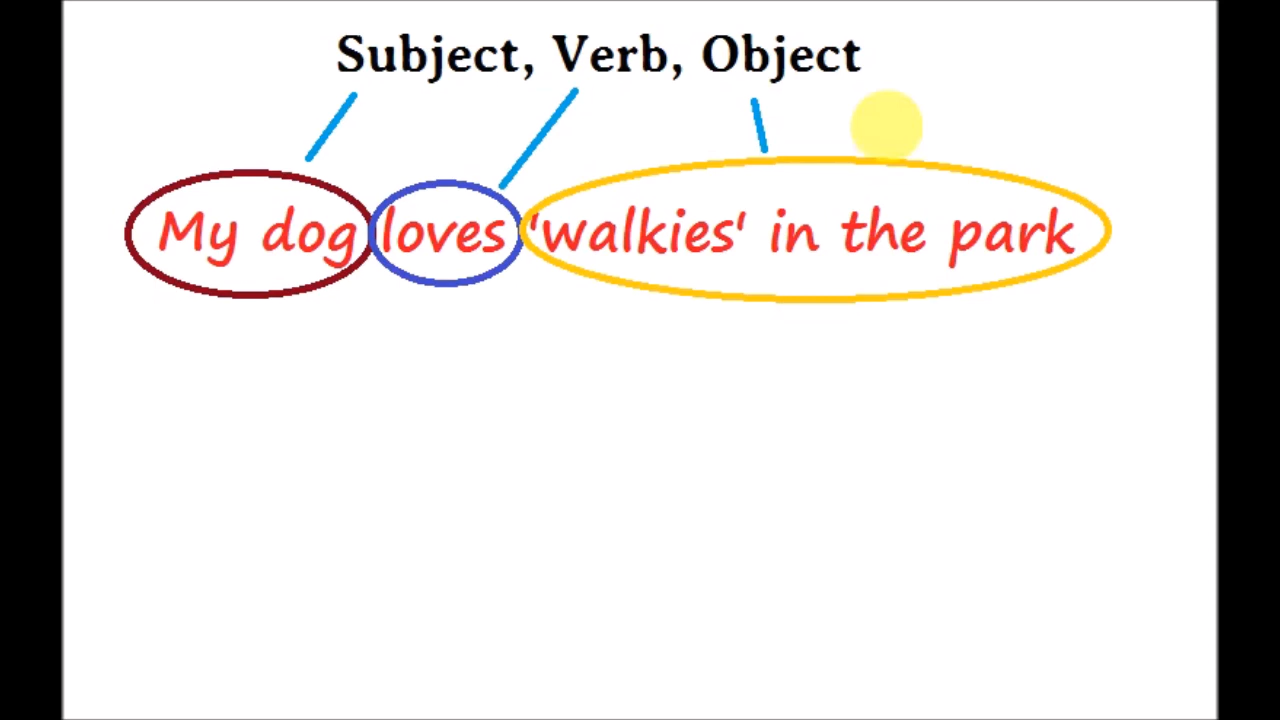 Subject, Verb, Object
My dog loves 'walkies' in the park